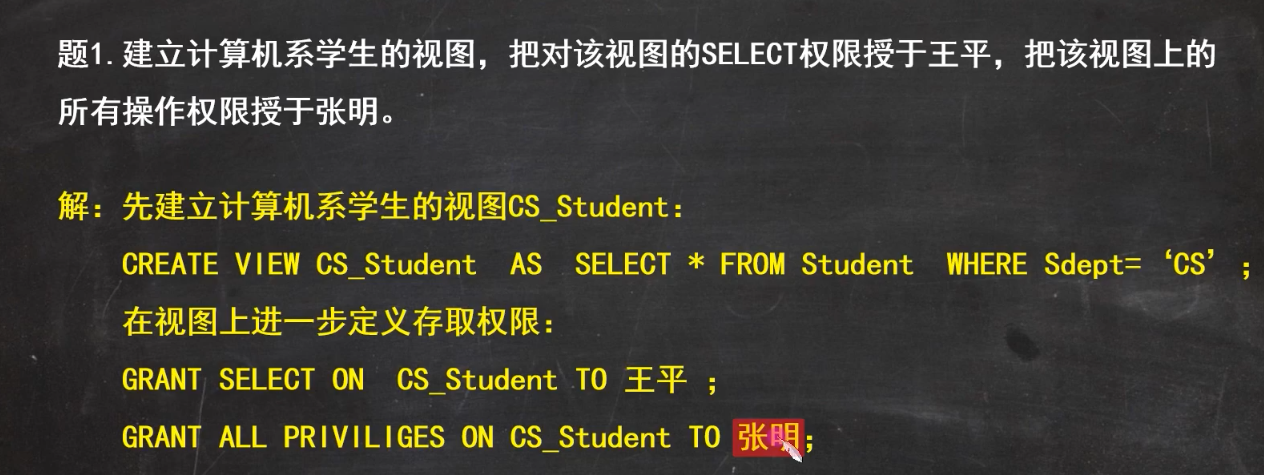 题1.建立计算机系学生的视图，把对该视图的SELECT权限授于王平，把该视图上的
所有操作权限授于张明。
解：先建立计算机系学生的视图CS_Student：
CREATE VIEW CS_Student AS SELECT * FROM Student WHERE Sdept=‘CS’；
在视图上进一步定义存取权限：
GRANT SELECT ON CS_Student TO 王平 ；
GRANT ALL PRIVILIGES ON CS_Student TO 张明；